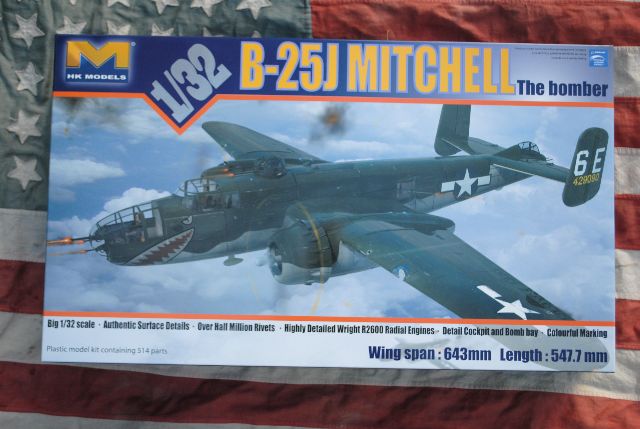 HK MODELS
1/32
B-25J MITCHELL
The bomber
6E
429080
Big 1/32 scale · Authentic Surface Details · Over Half Million Rivets · Highly Detailed Wright R2600 Radial Engines · Detail Cockpit and Bomb bay · Colourful Marking
Plastic model kit containing 514 parts
Wing span : 643mm Length : 547.7 mm